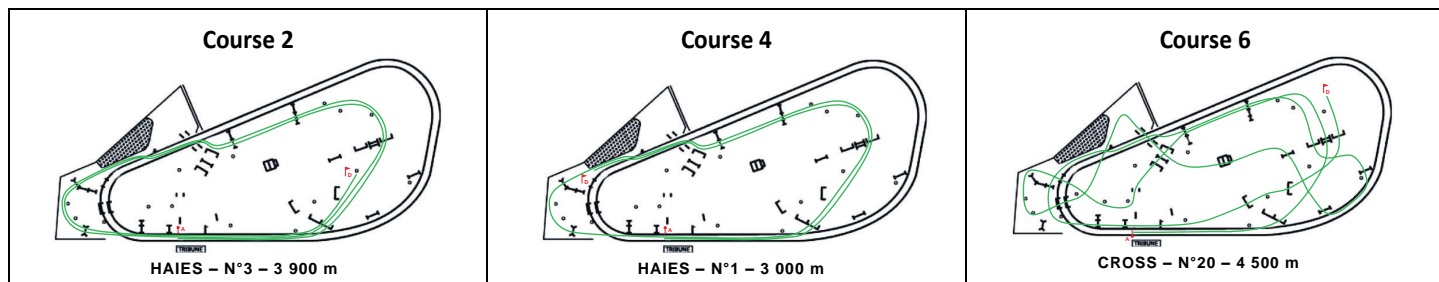 Course 2
D
A
TRIBUNE
HAIES – N°3 – 3 900 m
Course 4
D
A
TRIBUNE
HAIES – N°1 – 3 000 m
Course 6
D
A
TRIBUNE
CROSS – N°20 – 4 500 m